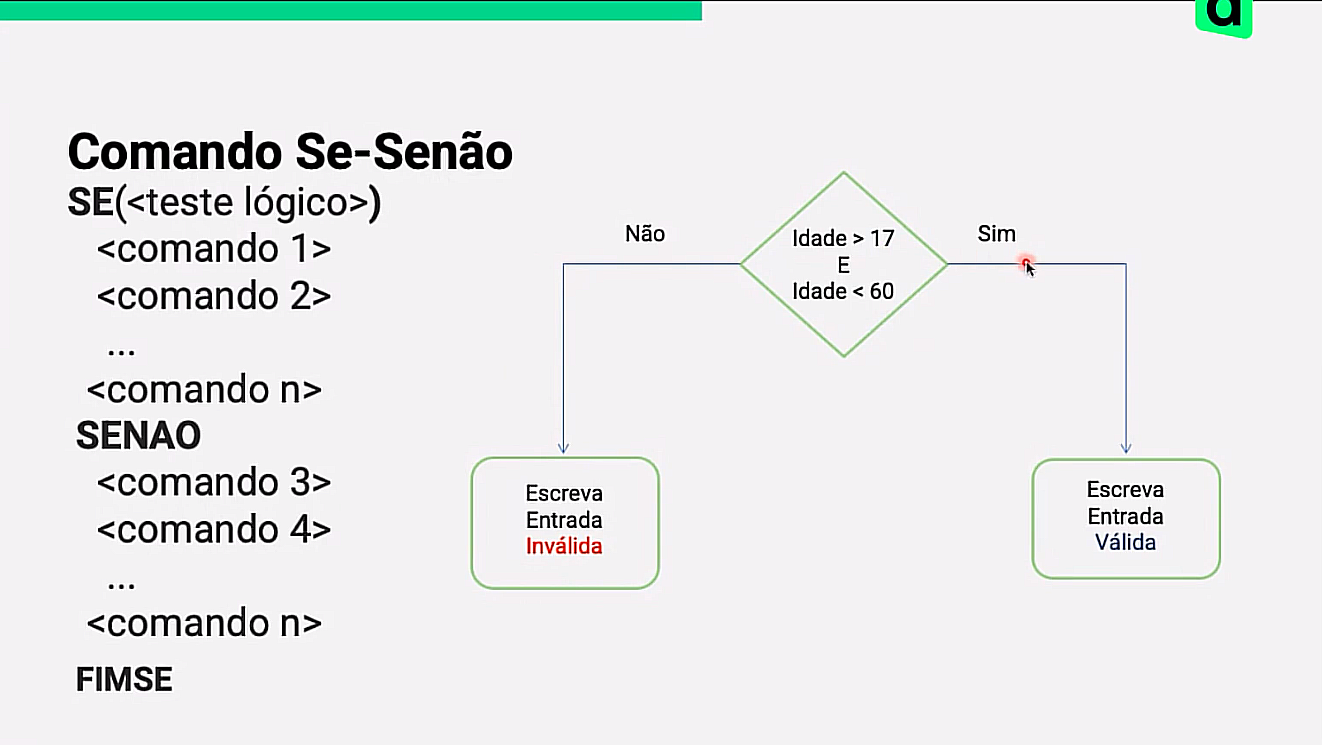 d
Comando Se-Senão
SE(<teste lógico>)
<comando 1>
<comando 2>
...
<comando n>
SENAO
<comando 3>
<comando 4>
...
<comando n>
FIMSE
Não
Idade > 17
E
Idade < 60
Sim
Escreva
Entrada
Inválida
Escreva
Entrada
Válida